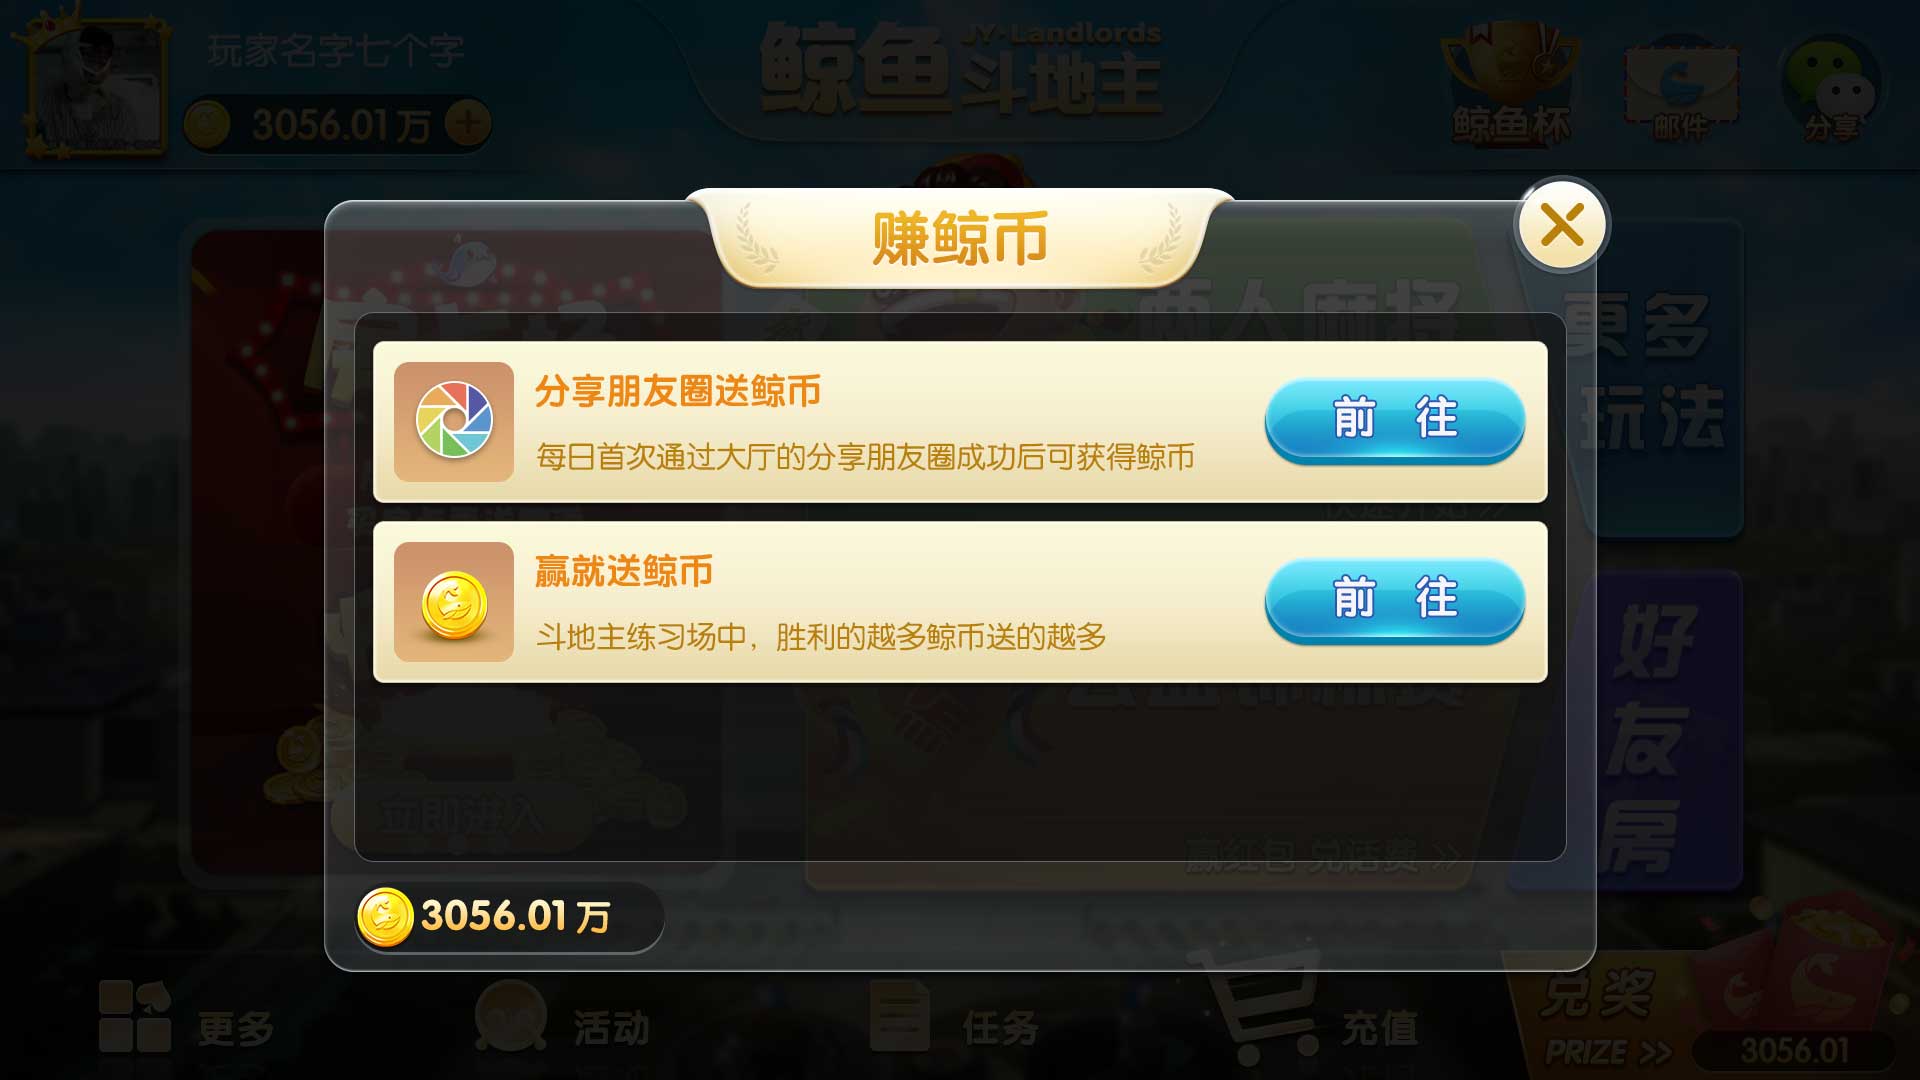 玩家名字七个字
3056.01万
鲸鱼
JY·Landlords
斗地主
鲸鱼杯
邮件
分享
赚鲸币
两人麻将
更多
玩法
分享朋友圈送鲸币
每日首次通过大厅的分享朋友圈成功后可获得鲸币
前 往
赢就送鲸币
斗地主练习场中，胜利的越多鲸币送的越多
前 往
好
友
房
立即进入
赢红包 兑话费 >>
3056.01万
更多
活动
任务
充值
兑奖
PRIZE >>
3056.01